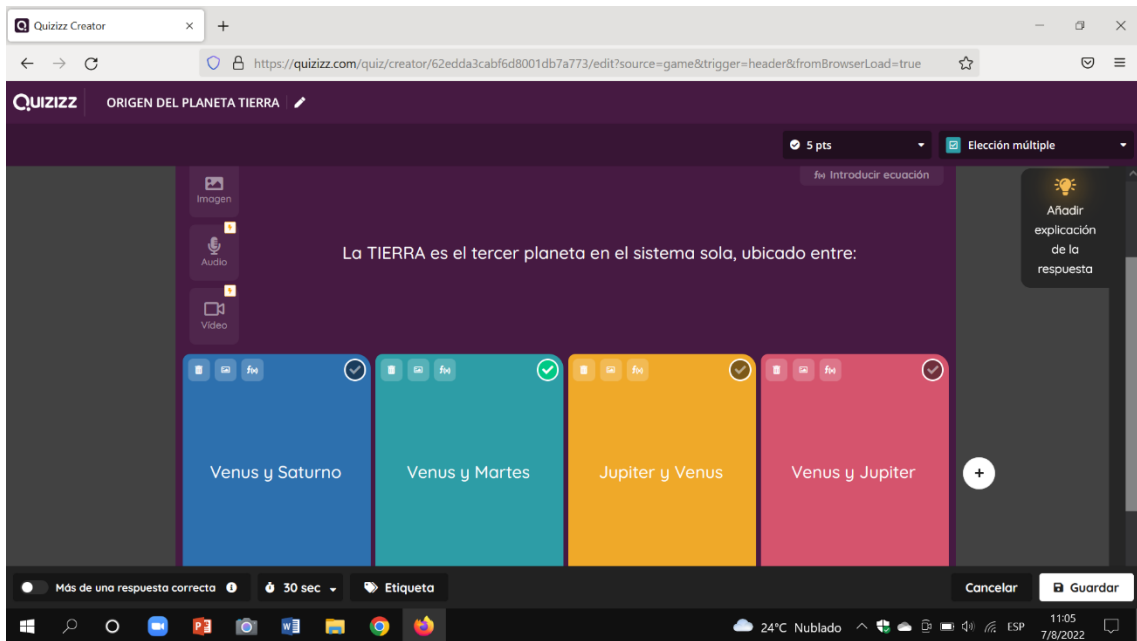 Quizizz Creator
https://quizizz.com/quiz/creator/62edda3cabf6d8001db7a773/edit?source=game&trigger=header&fromBrowserLoad=true
QUIZIZZ ORIGEN DEL PLANETA TIERRA
5 pts Elección múltiple
Imagen
f(x) Introducir ecuación
Añadir
explicación
de la
respuesta
Audio
La TIERRA es el tercer planeta en el sistema sola, ubicado entre:
Vídeo
f(x) f(x) f(x) f(x)
Venus y Saturno Venus y Martes Jupiter y Venus Venus y Jupiter
Más de una respuesta correcta 30 sec Etiqueta Cancelar Guardar
24°C Nublado ESP 11:05
7/8/2022